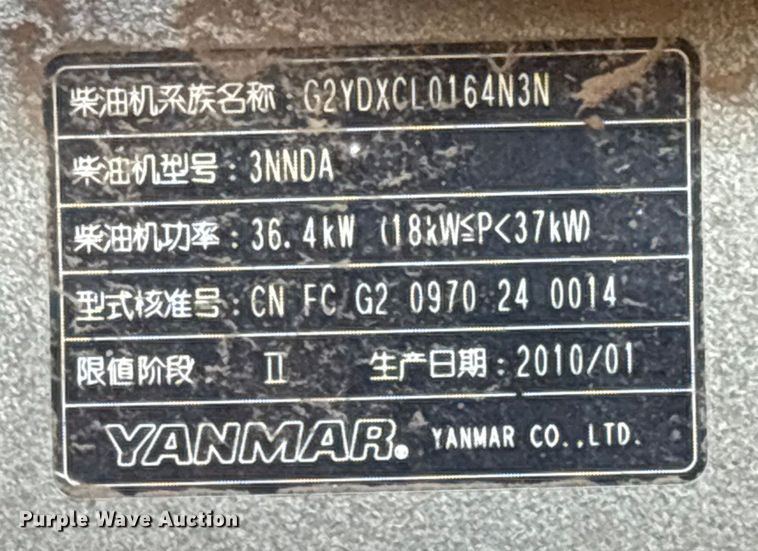 柴油机系族名称：G2YDXCL0164N3N
柴油机型号：3NNDA
柴油机功率：36.4kW (18kW≦P<37kW)
型式核准号：CN FC G2 0970 24 0014
限值阶段 Ⅱ 生产日期：2010/01
YANMAR. YANMAR CO.,LTD.
Purple Wave Auction